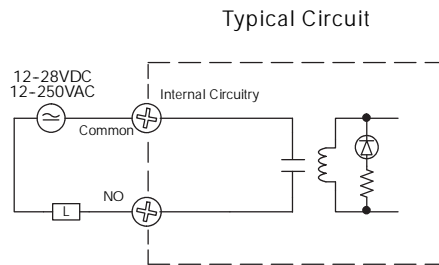 Typical Circuit
12-28VDC
12-250VAC
Internal Circuitry
Common
NO
L